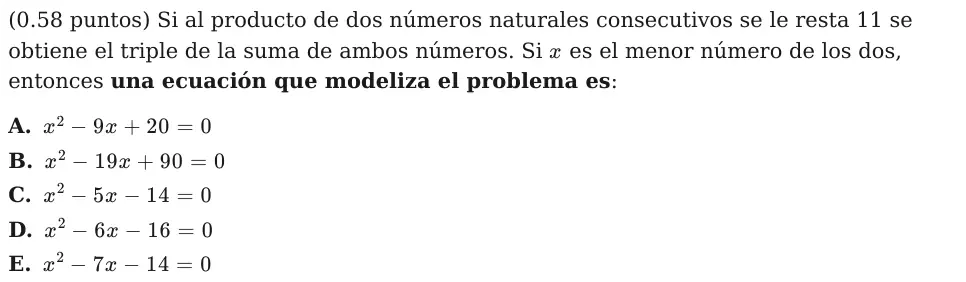 (0.58 puntos) Si al producto de dos números naturales consecutivos se le resta 11 se
obtiene el triple de la suma de ambos números. Si x es el menor número de los dos,
entonces una ecuación que modeliza el problema es:
A. x² − 9x + 20 = 0
B. x² − 19x + 90 = 0
C. x² − 5x − 14 = 0
D. x² − 6x − 16 = 0
E. x² − 7x − 14 = 0